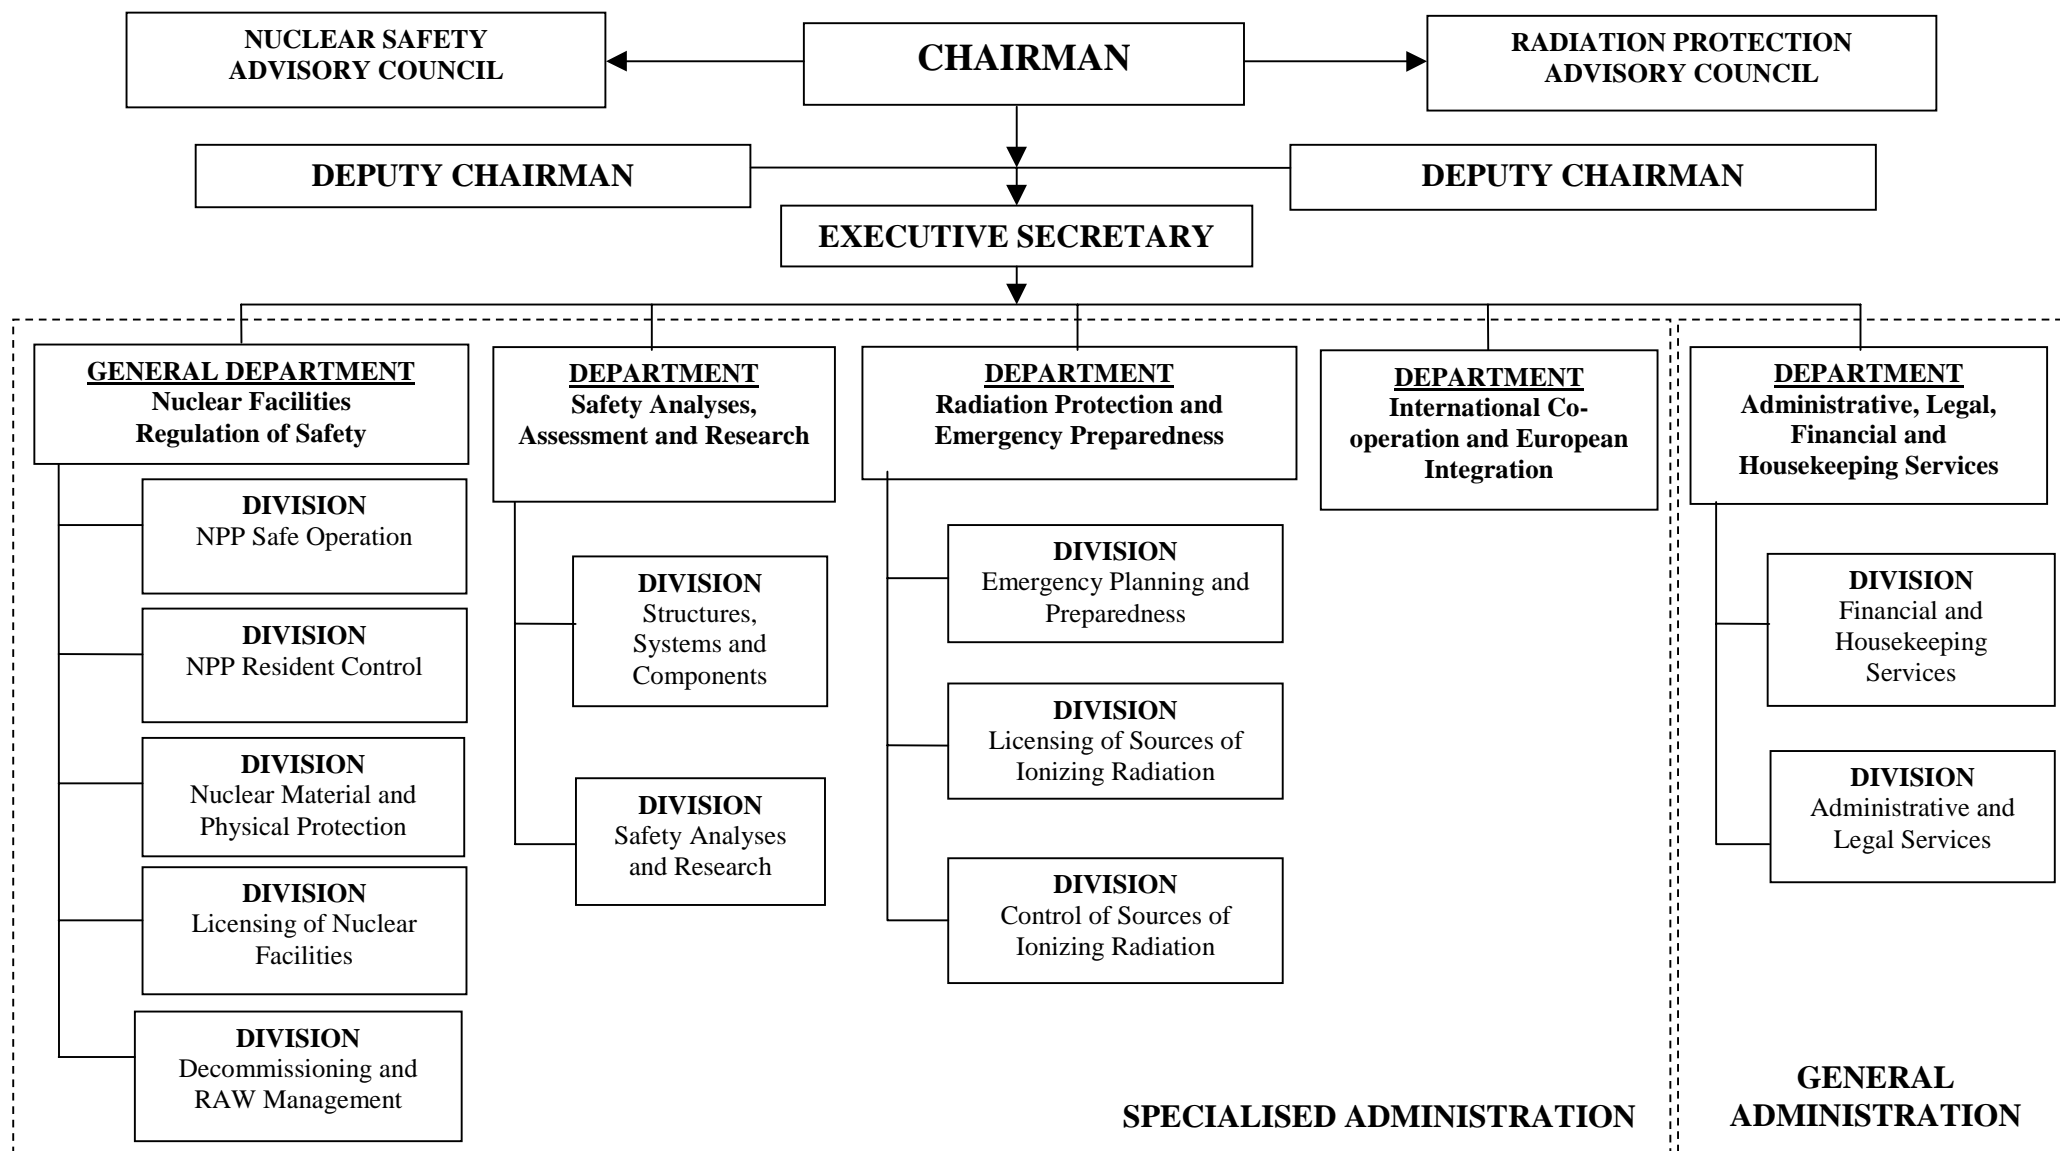 NUCLEAR SAFETY
ADVISORY COUNCIL
CHAIRMAN
RADIATION PROTECTION
ADVISORY COUNCIL
DEPUTY CHAIRMAN
DEPUTY CHAIRMAN
EXECUTIVE SECRETARY
GENERAL DEPARTMENT
Nuclear Facilities
Regulation of Safety
DIVISION
NPP Safe Operation
DIVISION
NPP Resident Control
DIVISION
Nuclear Material and
Physical Protection
DIVISION
Licensing of Nuclear
Facilities
DIVISION
Decommissioning and
RAW Management
DEPARTMENT
Safety Analyses,
Assessment and Research
DIVISION
Structures,
Systems and
Components
DIVISION
Safety Analyses
and Research
DEPARTMENT
Radiation Protection and
Emergency Preparedness
DIVISION
Emergency Planning and
Preparedness
DIVISION
Licensing of Sources of
Ionizing Radiation
DIVISION
Control of Sources of
Ionizing Radiation
DEPARTMENT
International Co-
operation and European
Integration
SPECIALISED ADMINISTRATION
DEPARTMENT
Administrative, Legal,
Financial and
Housekeeping Services
DIVISION
Financial and
Housekeeping
Services
DIVISION
Administrative and
Legal Services
GENERAL
ADMINISTRATION